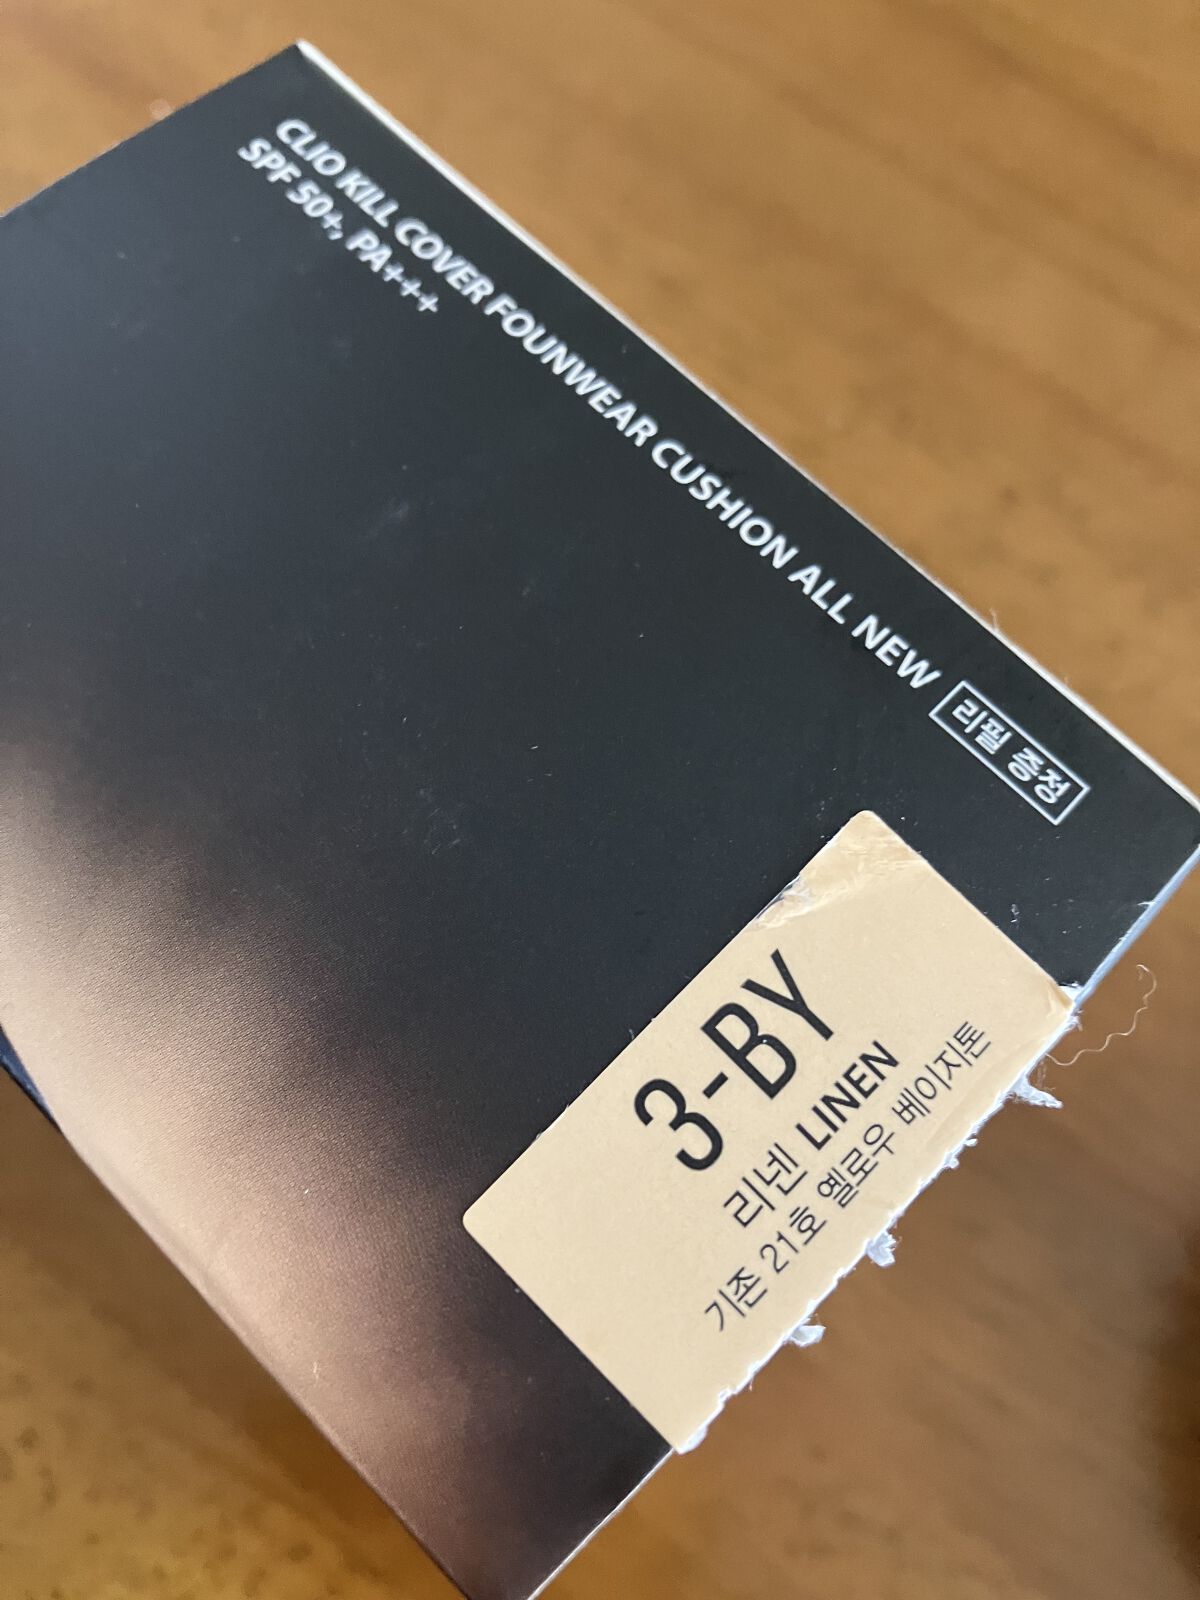 CLIO KILL COVER FOUNWEAR CUSHION ALL NEW 리필 증정
SPF 50+, PA+++
3-BY
리넨 LINEN
기존 21호 옐로우 베이지톤